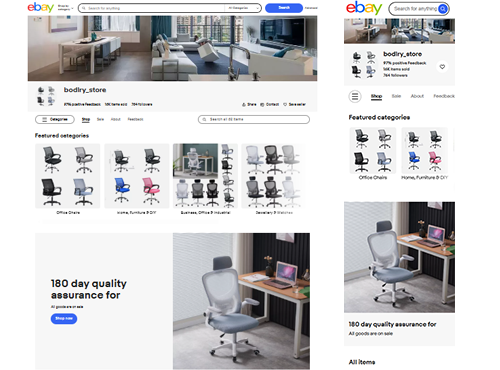 ebay
Shop by category
Search for anything
All Categories
Search
Advanced
bodlry_store
97% positive Feedback
16K items sold
764 followers
Share
Contact
Save seller
Categories
Shop
Sale
About
Feedback
Search all 83 items
Featured categories
Office Chairs
Home, Furniture & DIY
Business, Office & Industrial
Jewellery & Watches
180 day quality
assurance for
All goods are on sale
Shop now
ebay
Search for anything
bodlry_store
97% positive Feedback
16K items sold
764 followers
Shop
Sale
About
Feedback
Featured categories
Office Chairs
Home, Furniture & DIY
180 day quality assurance for
All goods are on sale
All items